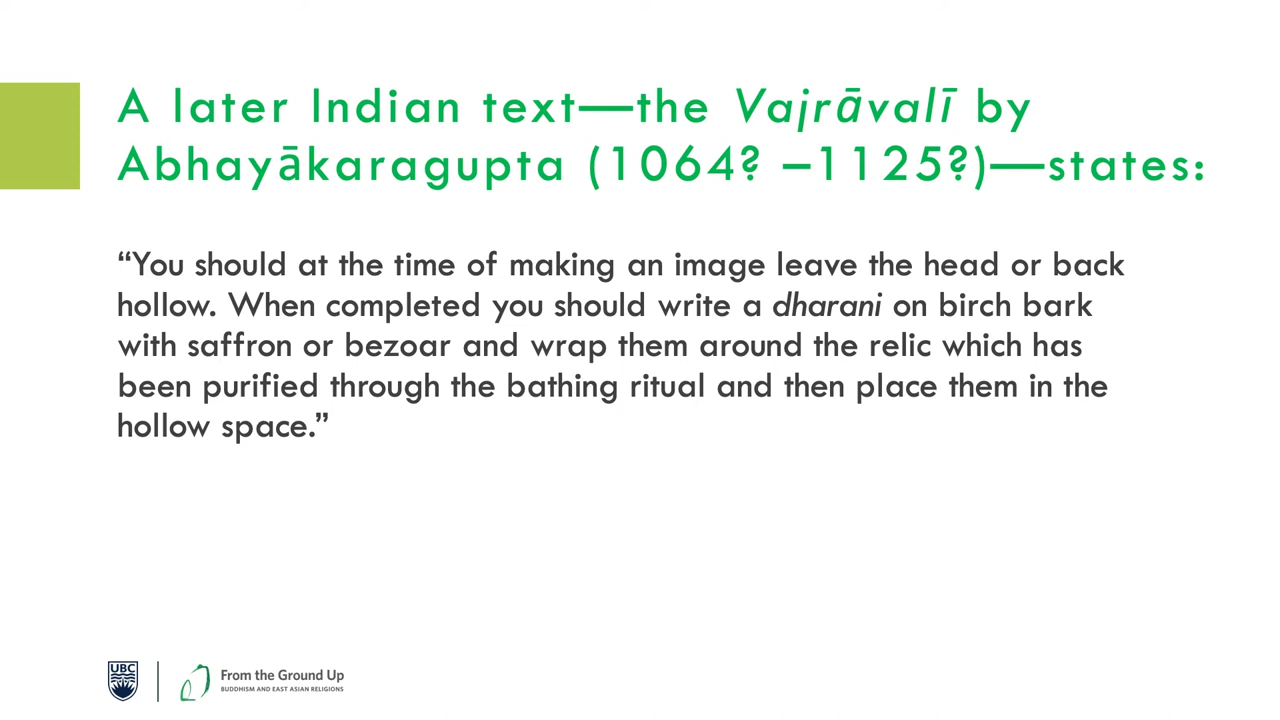 A later Indian text—the Vajrāvalī by
Abhayākaragupta (1064? –1125?)—states:
“You should at the time of making an image leave the head or back
hollow. When completed you should write a dharani on birch bark
with saffron or bezoar and wrap them around the relic which has
been purified through the bathing ritual and then place them in the
hollow space.”
UBC
From the Ground Up
BUDDHISM AND EAST ASIAN RELIGIONS